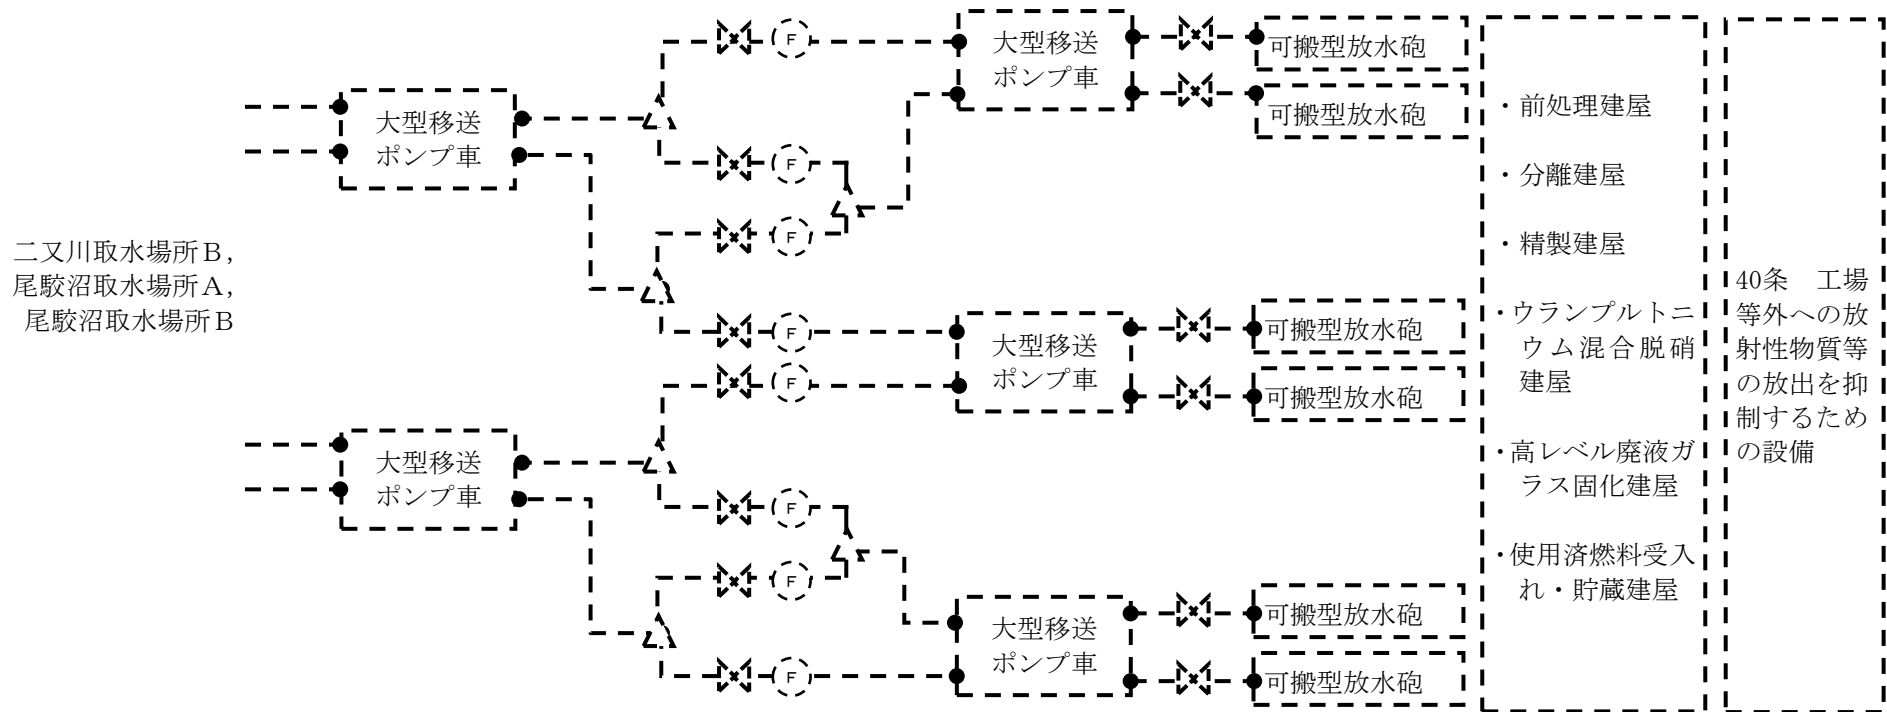 二又川取水場所Ｂ，
尾駮沼取水場所Ａ，
尾駮沼取水場所Ｂ
大型移送
ポンプ車
大型移送
ポンプ車
F
F
F
F
F
F
F
F
大型移送
ポンプ車
大型移送
ポンプ車
大型移送
ポンプ車
可搬型放水砲
可搬型放水砲
可搬型放水砲
可搬型放水砲
可搬型放水砲
可搬型放水砲
・前処理建屋
・分離建屋
・精製建屋
・ウランプルトニ
ウム混合脱硝
建屋
・高レベル廃液ガ
ラス固化建屋
・使用済燃料受入
れ・貯蔵建屋
40条　工場
等外への放
射性物質等
の放出を抑
制するため
の設備